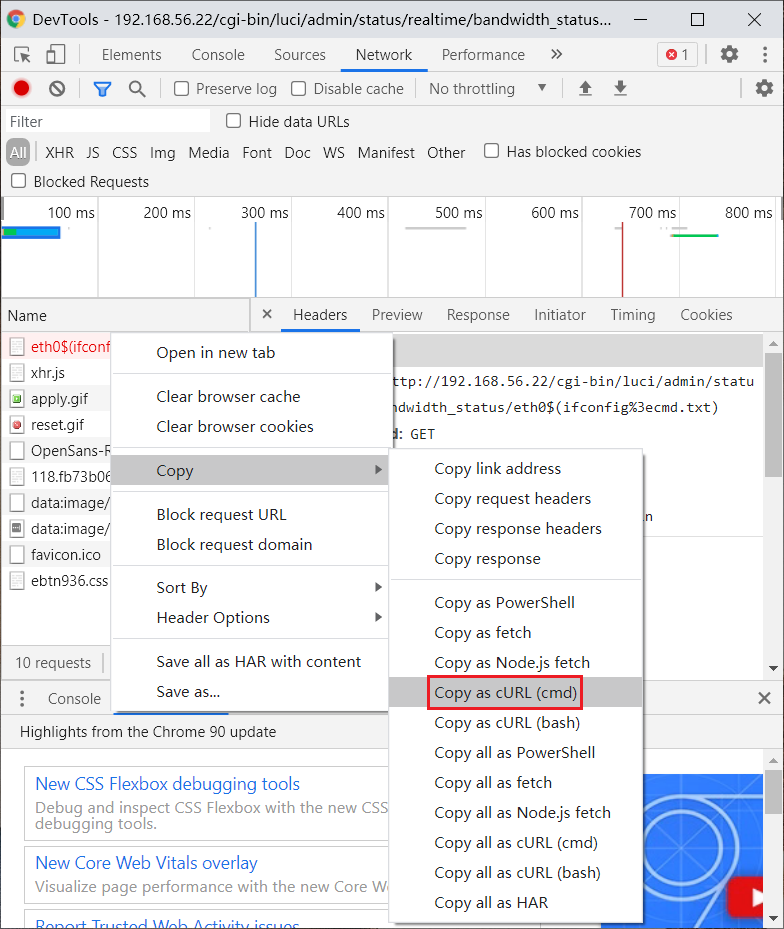 DevTools - 192.168.56.22/cgi-bin/luci/admin/status/realtime/bandwidth_status...
Elements Console Sources Network Performance 1
Preserve log Disable cache No throttling
Filter Hide data URLs
All XHR JS CSS Img Media Font Doc WS Manifest Other Has blocked cookies
Blocked Requests
100 ms 200 ms 300 ms 400 ms 500 ms 600 ms 700 ms 800 ms
Name Headers Preview Response Initiator Timing Cookies
eth0$(ifconf
xhr.js
apply.gif
reset.gif
OpenSans-R
118.fb73b06
data:image/
data:image/
favicon.ico
ebtn936.css
10 requests
Open in new tab
Clear browser cache
Clear browser cookies
Copy
Block request URL
Block request domain
Sort By
Header Options
Save all as HAR with content
Save as...
ttp://192.168.56.22/cgi-bin/luci/admin/statu
ndwidth_status/eth0$(ifconfig%3ecmd.txt)
d: GET
n
Copy link address
Copy request headers
Copy response headers
Copy response
Copy as PowerShell
Copy as fetch
Copy as Node.js fetch
Copy as cURL (cmd)
Copy as cURL (bash)
Copy all as PowerShell
Copy all as fetch
Copy all as Node.js fetch
Copy all as cURL (cmd)
Copy all as cURL (bash)
Copy all as HAR
Console
Highlights from the Chrome 90 update
New CSS Flexbox debugging tools
Debug and inspect CSS Flexbox with the new CSS
debugging tools.
New Core Web Vitals overlay
Visualize page performance with the new Core We
Report Trusted Web Activity issues